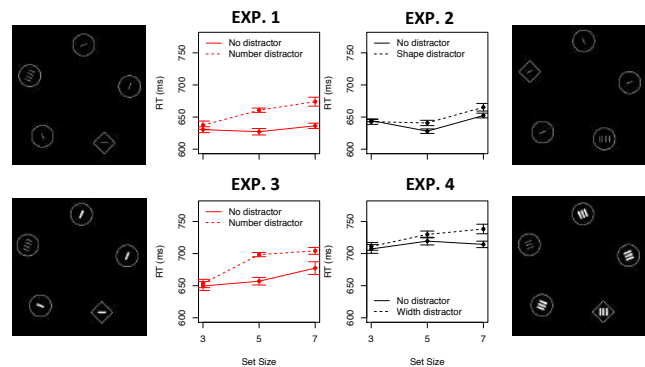 EXP. 1
EXP. 2
No distractor
Number distractor
RT (ms)
600
650
700
750
No distractor
Shape distractor
RT (ms)
600
650
700
750
EXP. 3
EXP. 4
No distractor
Number distractor
RT (ms)
600
650
700
750
3
5
7
Set Size
No distractor
Width distractor
RT (ms)
600
650
700
750
3
5
7
Set Size